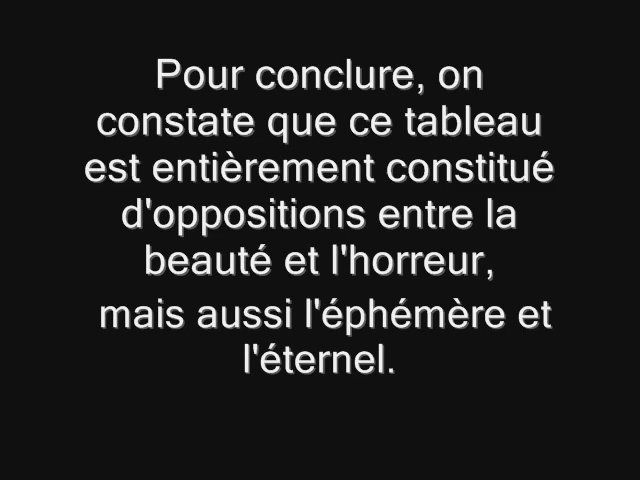 Pour conclure, on
constate que ce tableau
est entièrement constitué
d'oppositions entre la
beauté et l'horreur,
mais aussi l'éphémère et
l'éternel.